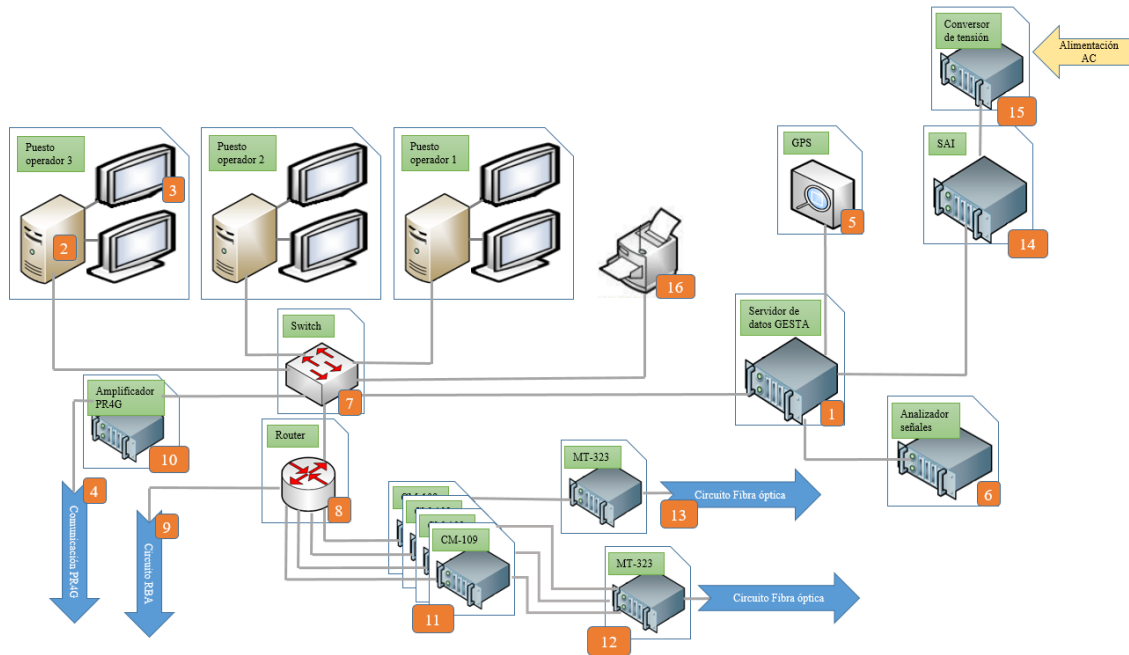 Conversor
de tensión
Alimentación
AC
15
Puesto
operador 3
Puesto
operador 2
Puesto
operador 1
GPS
SAI
3
2
5
14
16
Switch
Servidor de
datos GESTA
7
1
Amplificador
PR4G
10
Analizador
señales
6
Router
8
MT-323
13
Circuito Fibra óptica
4
Comunicación PR4G
9
Circuito RBA
CM-109
CM-109
11
MT-323
12
Circuito Fibra óptica